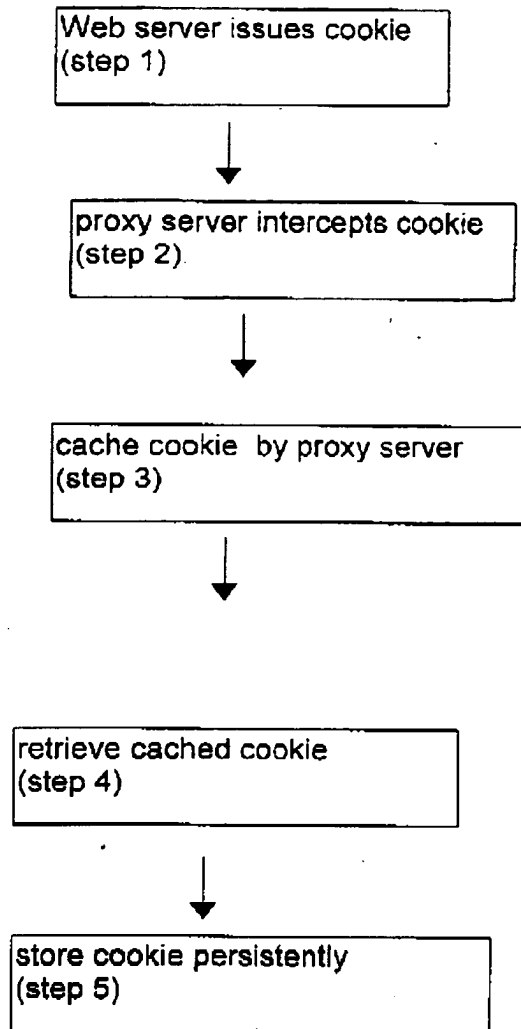 Web server issues cookie
(step 1)
proxy server intercepts cookie
(step 2)
cache cookie by proxy server
(step 3)
retrieve cached cookie
(step 4)
store cookie persistently
(step 5)